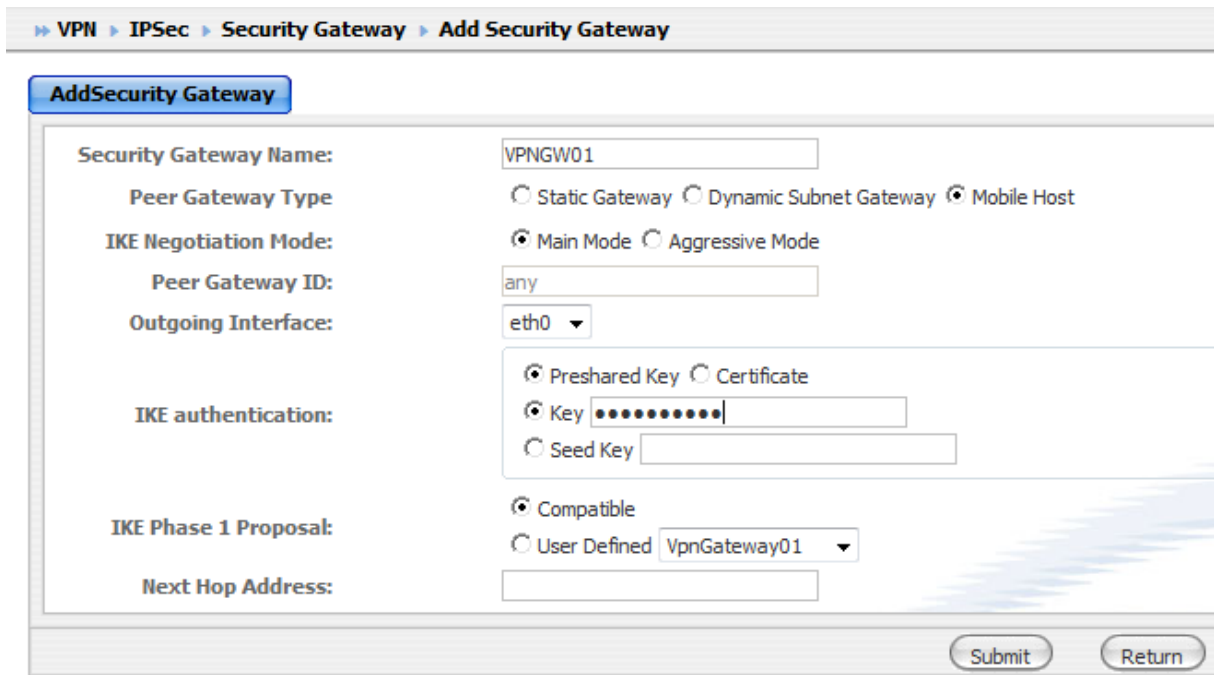 VPN IPSec Security Gateway Add Security Gateway
AddSecurity Gateway
Security Gateway Name: VPNGW01
Peer Gateway Type Static Gateway Dynamic Subnet Gateway Mobile Host
IKE Negotiation Mode: Main Mode Aggressive Mode
Peer Gateway ID: any
Outgoing Interface: eth0
Preshared Key Certificate
IKE authentication: Key ●●●●●●●●●●
Seed Key
Compatible
IKE Phase 1 Proposal:
User Defined VpnGateway01
Next Hop Address:
Submit Return